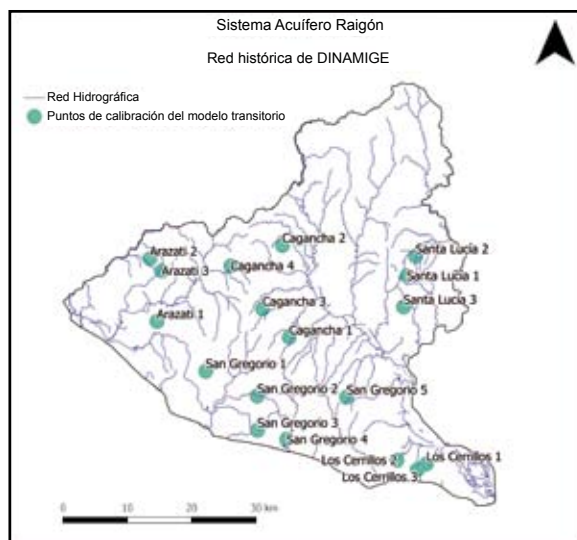 Sistema Acuífero Raigón
Red histórica de DINAMIGE
Red Hidrográfica
Puntos de calibración del modelo transitorio
Cagancha 2
Santa Lucía 2
Arazatí 2
Arazatí 3
Cagancha 4
Santa Lucía 1
Cagancha 3
Santa Lucía 3
Arazatí 1
Cagancha 1
San Gregorio 1
San Gregorio 2
San Gregorio 5
San Gregorio 3
San Gregorio 4
Los Cerrillos 2
Los Cerrillos 1
Los Cerrillos 3
0 10 20 30 km